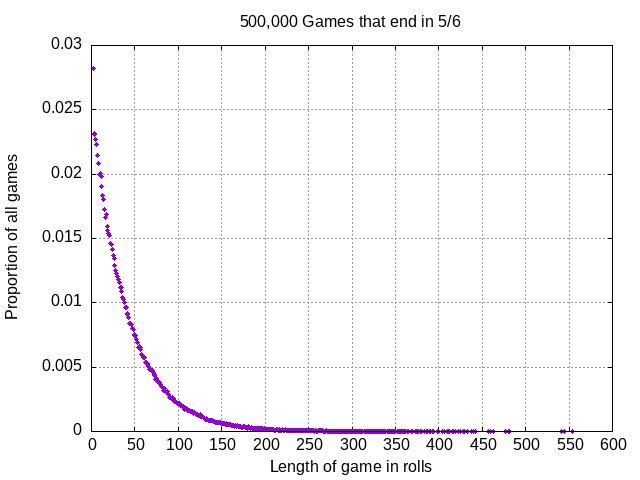 500,000 Games that end in 5/6
0.03
0.025
0.02
0.015
0.01
0.005
0
Proportion of all games
0 50 100 150 200 250 300 350 400 450 500 550 600
Length of game in rolls